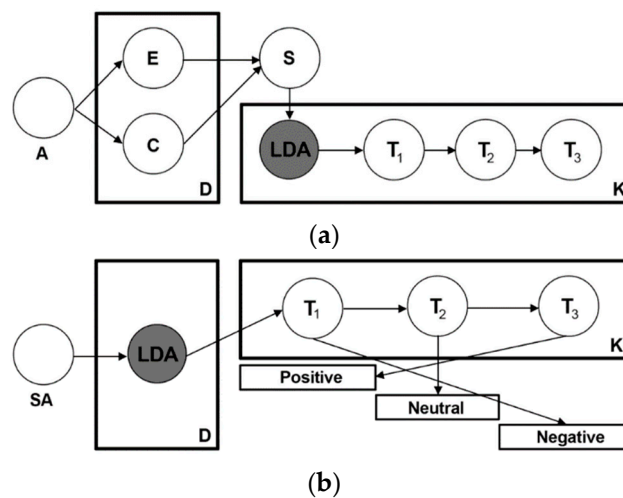 E S
A C D
LDA T₁ T₂ T₃ K
(a)
SA LDA D
T₁ T₂ T₃ K
Positive
Neutral
Negative
(b)